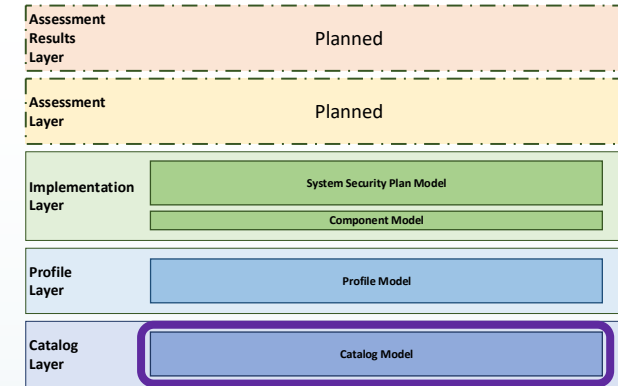 Assessment
Results
Layer
Planned
Assessment
Layer
Planned
Implementation
Layer
System Security Plan Model
Component Model
Profile
Layer
Profile Model
Catalog
Layer
Catalog Model